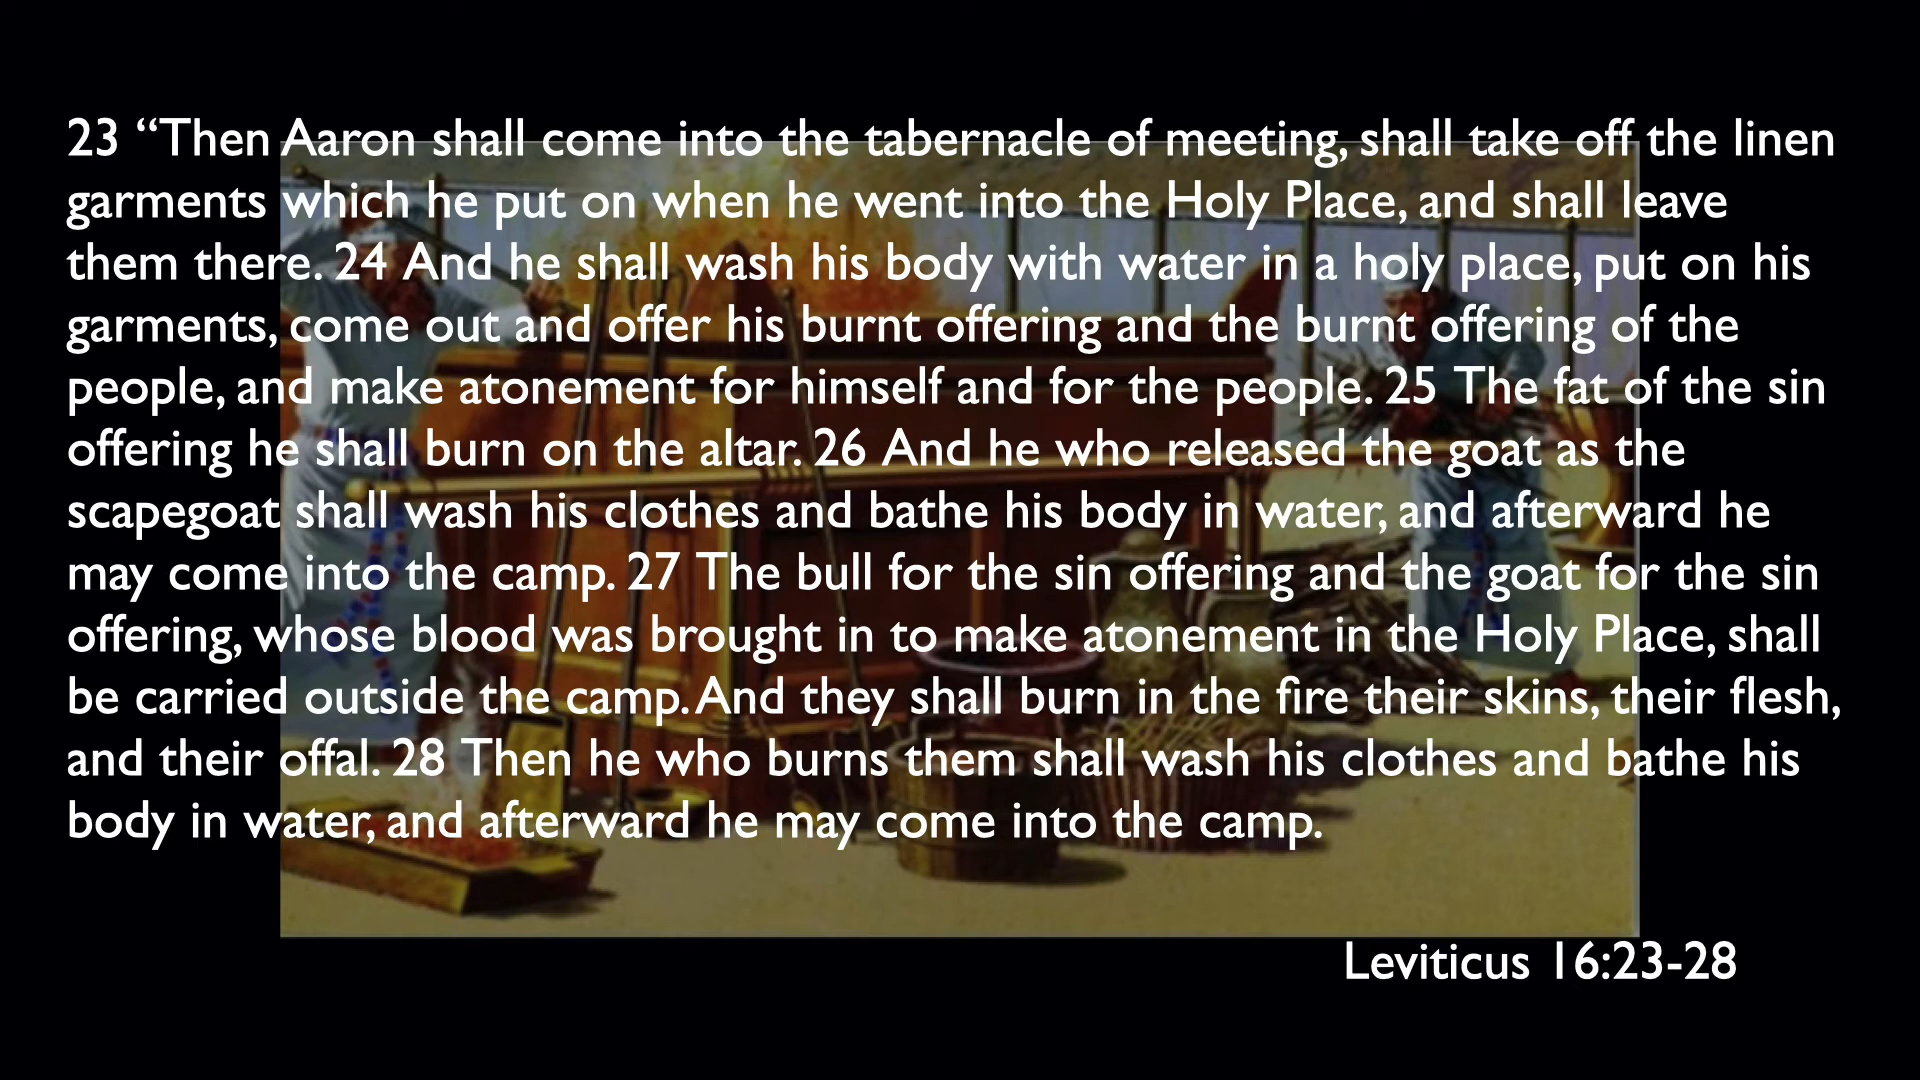 23 “Then Aaron shall come into the tabernacle of meeting, shall take off the linen
garments which he put on when he went into the Holy Place, and shall leave
them there. 24 And he shall wash his body with water in a holy place, put on his
garments, come out and offer his burnt offering and the burnt offering of the
people, and make atonement for himself and for the people. 25 The fat of the sin
offering he shall burn on the altar. 26 And he who released the goat as the
scapegoat shall wash his clothes and bathe his body in water, and afterward he
may come into the camp. 27 The bull for the sin offering and the goat for the sin
offering, whose blood was brought in to make atonement in the Holy Place, shall
be carried outside the camp. And they shall burn in the fire their skins, their flesh,
and their offal. 28 Then he who burns them shall wash his clothes and bathe his
body in water, and afterward he may come into the camp.
Leviticus 16:23-28